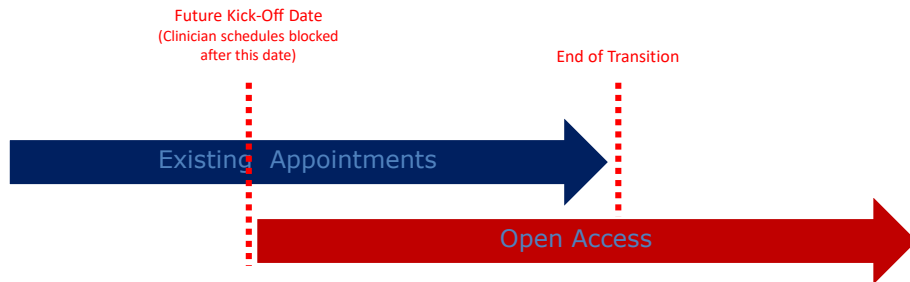 Future Kick-Off Date
(Clinician schedules blocked
after this date)
End of Transition
Existing Appointments
Open Access